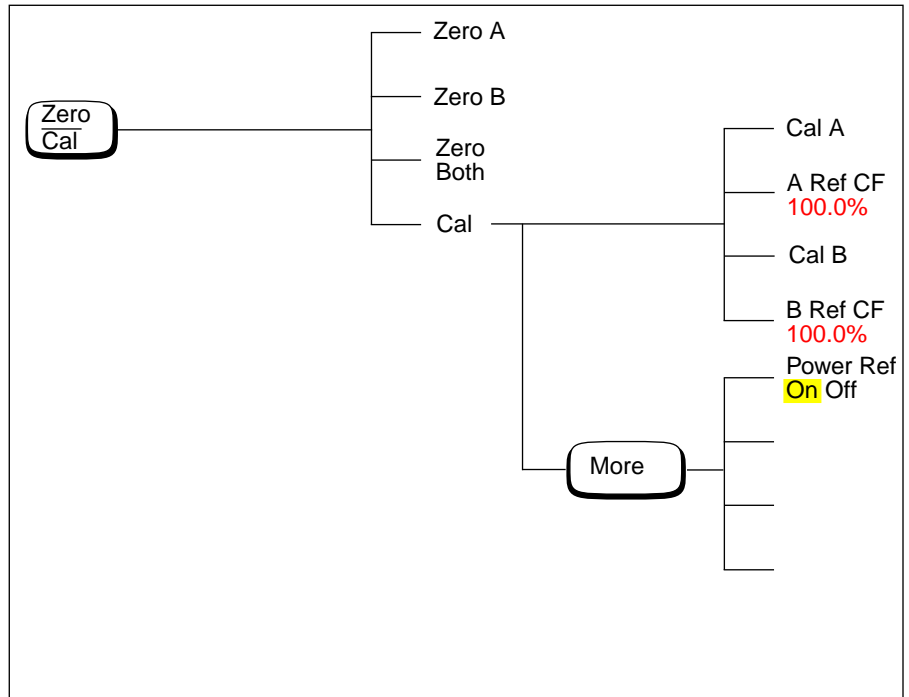 Zero A
Zero B
Zero
Cal
Zero
Both
Cal
Cal A
A Ref CF
100.0%
Cal B
B Ref CF
100.0%
Power Ref
On Off
More